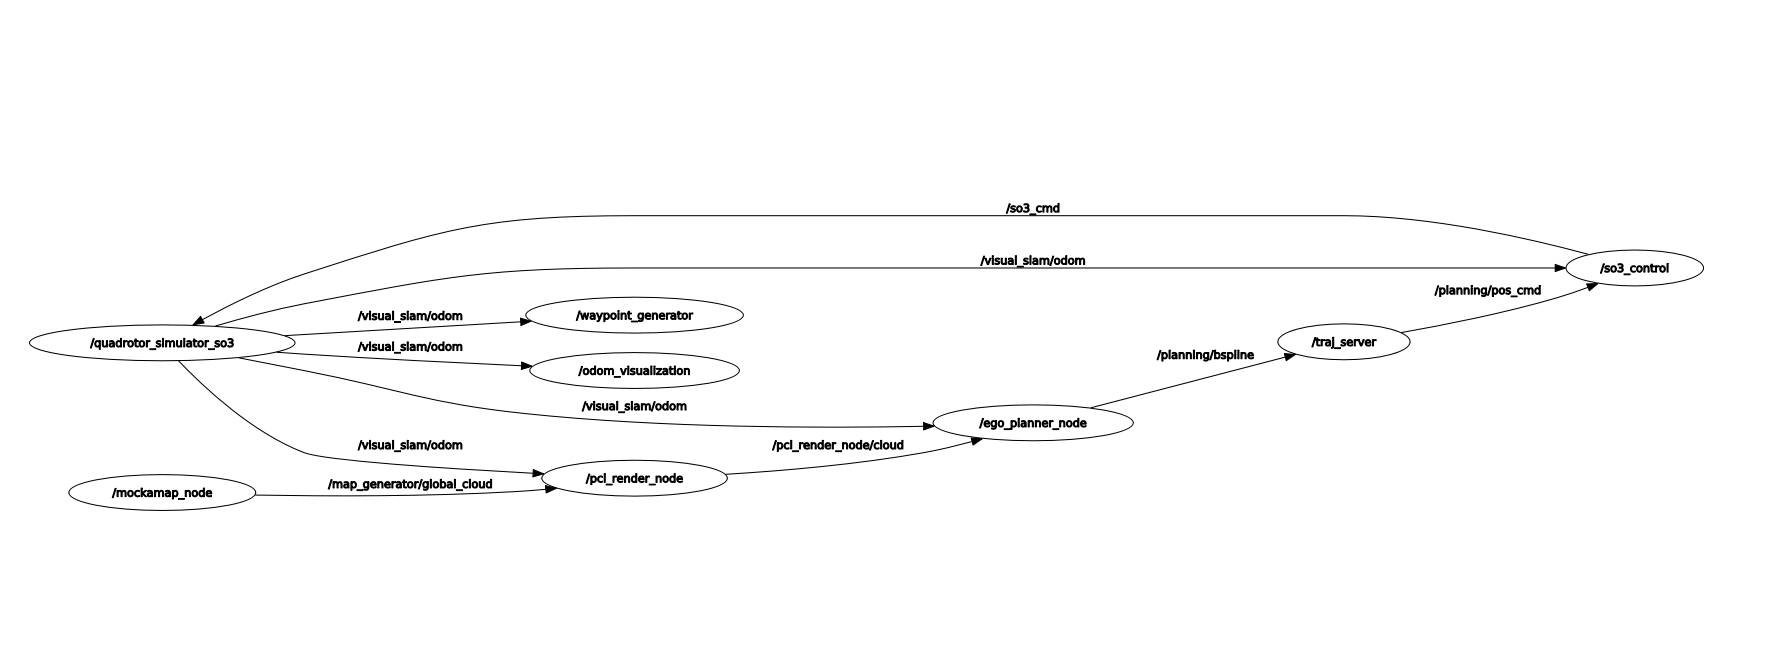 /so3_cmd
/visual_slam/odom
/so3_control
/planning/pos_cmd
/visual_slam/odom
/waypoint_generator
/quadrotor_simulator_so3
/traj_server
/visual_slam/odom
/planning/bspline
/odom_visualization
/visual_slam/odom
/ego_planner_node
/visual_slam/odom
/pcl_render_node/cloud
/pcl_render_node
/map_generator/global_cloud
/mockamap_node